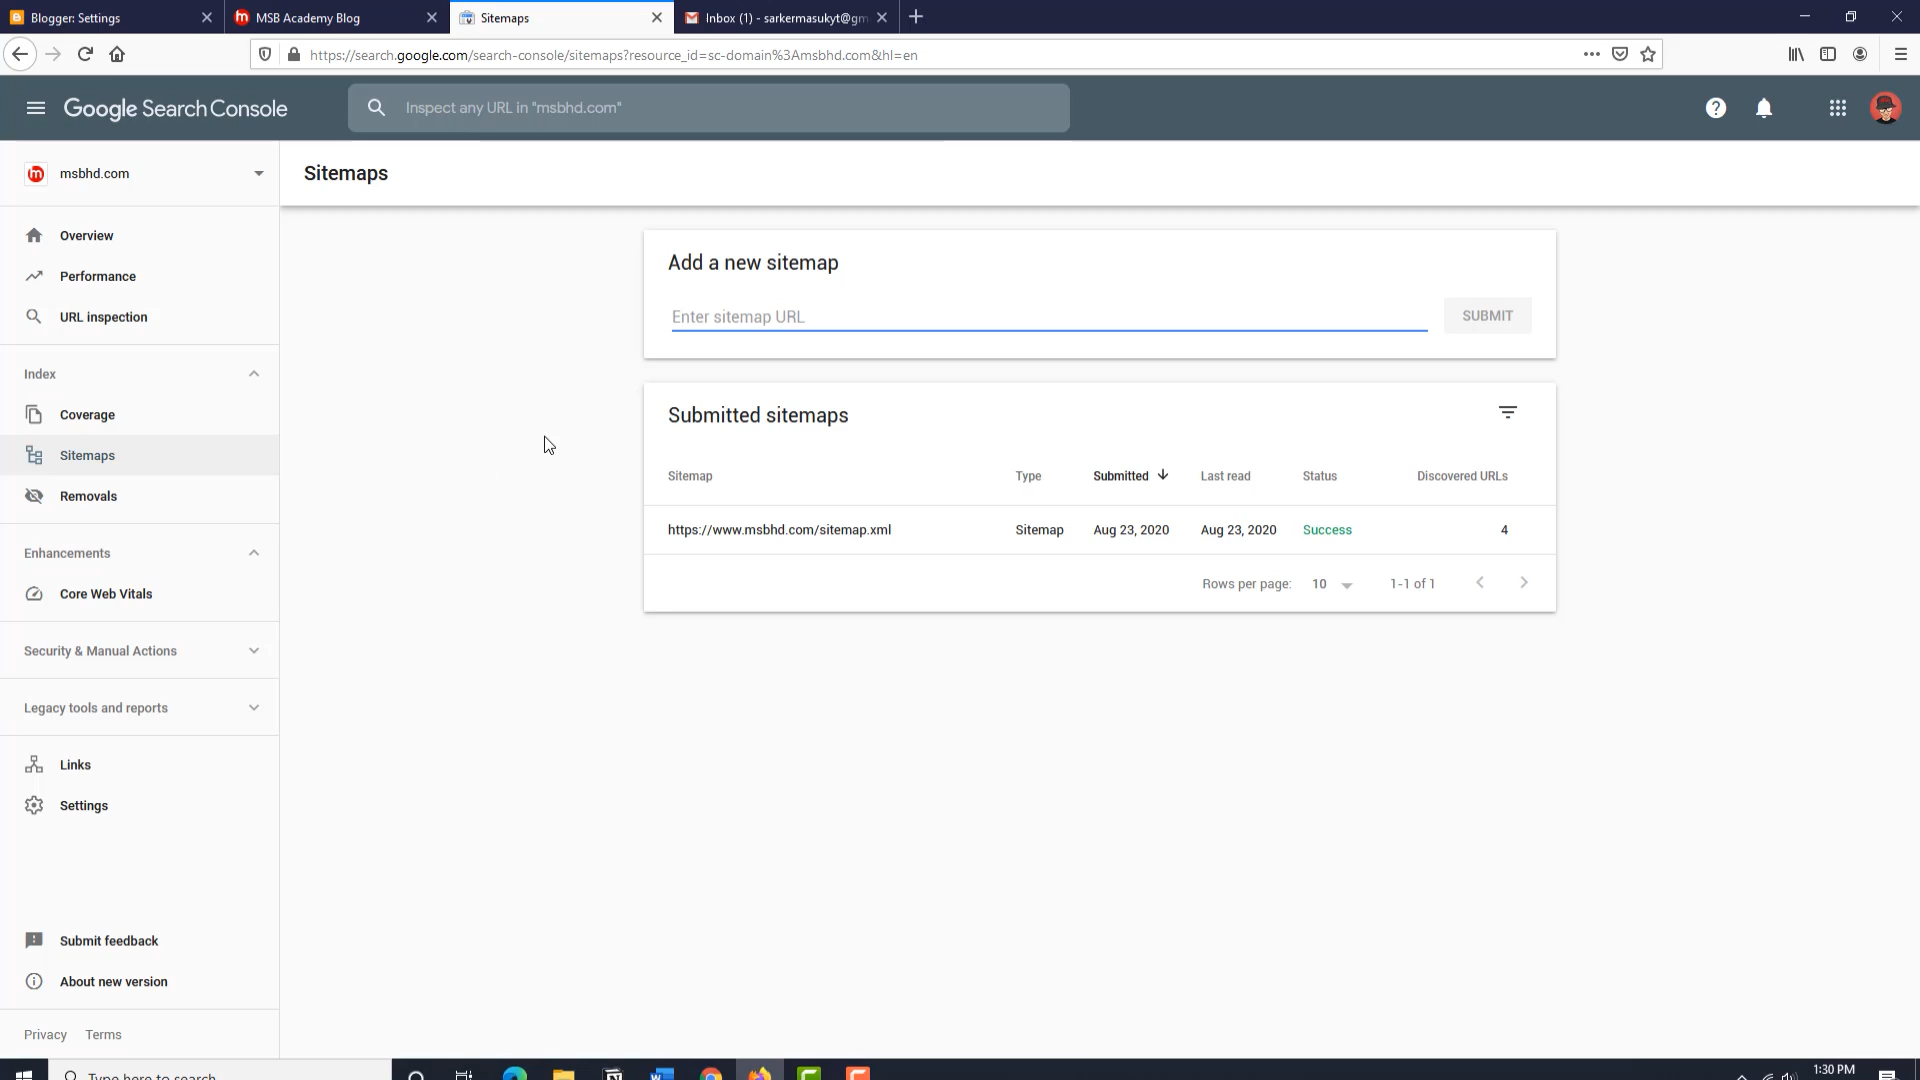 Blogger: Settings
MSB Academy Blog
Sitemaps
Inbox (1) - sarkermasukyt@gm
https://search.google.com/search-console/sitemaps?resource_id=sc-domain%3Amsbhd.com&hl=en
Google Search Console
Inspect any URL in "msbhd.com"
msbhd.com
Sitemaps
Overview
Performance
URL inspection
Index
Coverage
Sitemaps
Removals
Enhancements
Core Web Vitals
Security & Manual Actions
Legacy tools and reports
Links
Settings
Submit feedback
About new version
Privacy Terms
Add a new sitemap
Enter sitemap URL
SUBMIT
Submitted sitemaps
Sitemap Type Submitted Last read Status Discovered URLs
https://www.msbhd.com/sitemap.xml Sitemap Aug 23, 2020 Aug 23, 2020 Success 4
Rows per page: 10 1-1 of 1
Type here to search
1:30 PM